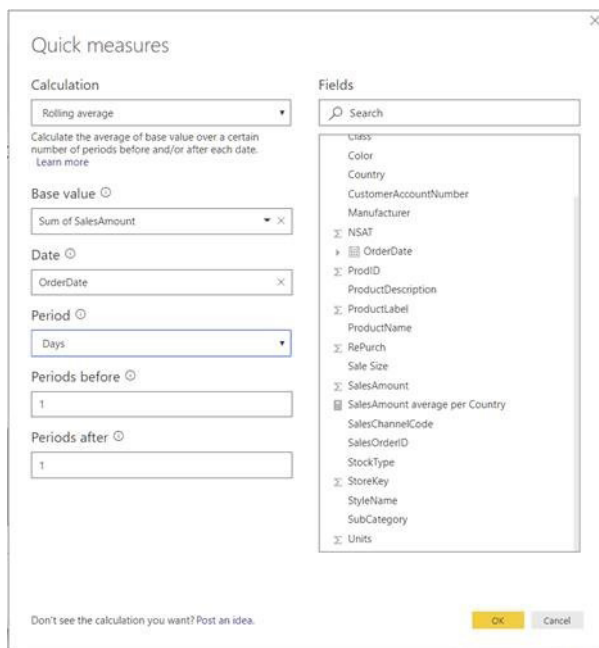 Quick measures
Calculation
Rolling average
Calculate the average of base value over a certain
number of periods before and/or after each date.
Learn more
Base value
Sum of SalesAmount
Date
OrderDate
Period
Days
Periods before
1
Periods after
1
Fields
Search
Class
Color
Country
CustomerAccountNumber
Manufacturer
NSAT
OrderDate
ProdID
ProductDescription
ProductLabel
ProductName
RePurch
Sale Size
SalesAmount
SalesAmount average per Country
SalesChannelCode
SalesOrderID
StockType
StoreKey
StyleName
SubCategory
Units
Don't see the calculation you want? Post an idea.
OK
Cancel